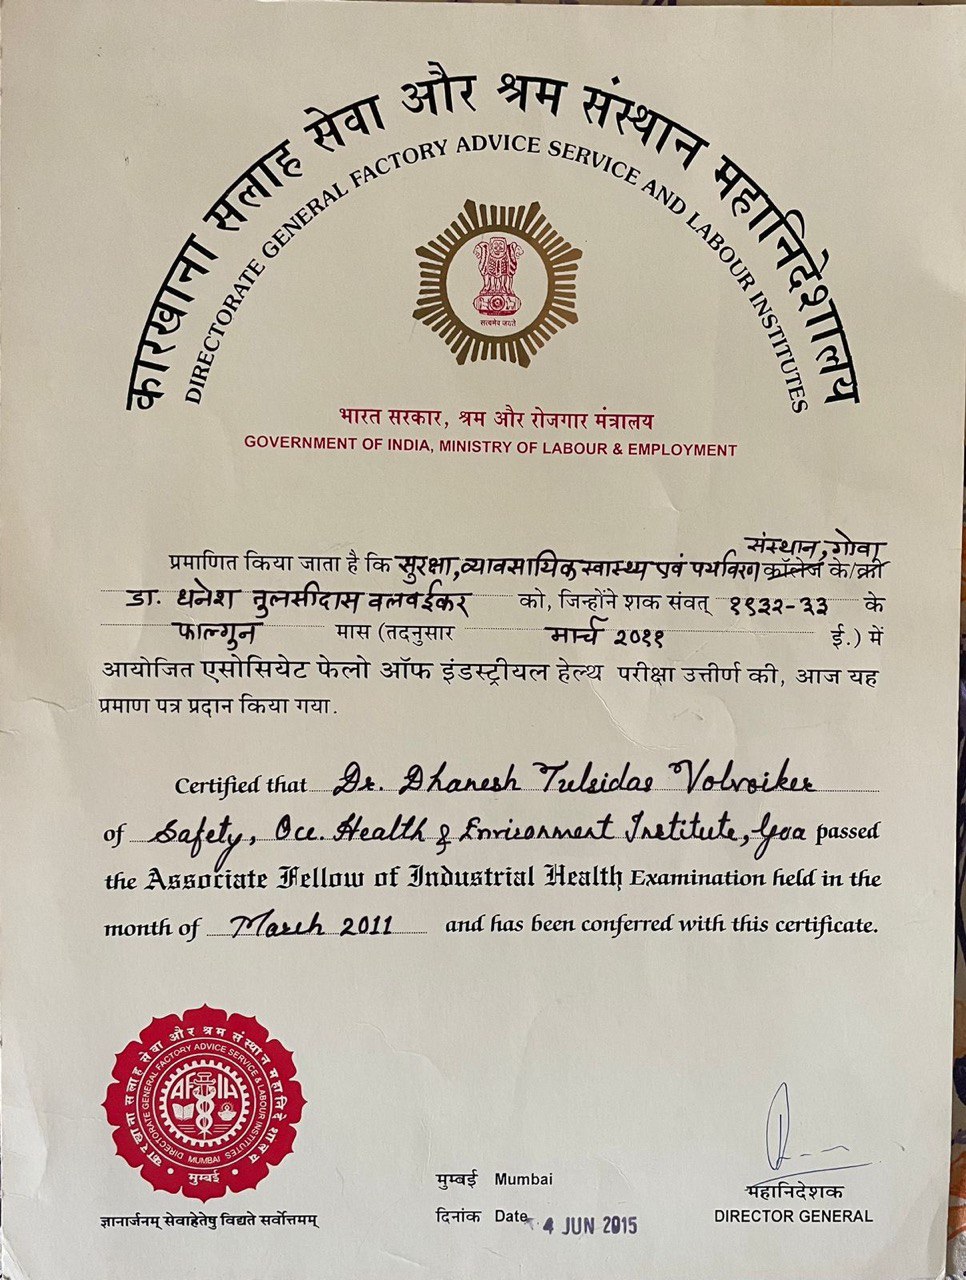 कारखाना सलाह सेवा और श्रम संस्थान महानिदेशालय
DIRECTORATE GENERAL FACTORY ADVICE SERVICE AND LABOUR INSTITUTES
सत्यमेव जयते
भारत सरकार, श्रम और रोजगार मंत्रालय
GOVERNMENT OF INDIA, MINISTRY OF LABOUR & EMPLOYMENT
संस्थान, गोवा
प्रमाणित किया जाता है कि सुरक्षा, व्यावसायिक स्वास्थ्य एवं पर्यावरण कॉलेज के/की
डा. धनेश तुलसीदास वलवईकर को, जिन्होंने शक संवत् १९३२-३३ के
फाल्गुन मास (तदनुसार मार्च २०११ ई.) में
आयोजित एसोसियेट फेलो ऑफ इंडस्ट्रीयल हेल्थ परीक्षा उत्तीर्ण की, आज यह
प्रमाण पत्र प्रदान किया गया.
Certified that Dr. Dhanesh Tulsidas Volvoiker
of Safety, Occ. Health & Envirornment Institute, Goa passed
the Associate Fellow of Industrial Health Examination held in the
month of March 2011 and has been conferred with this certificate.
कारखाना सलाह सेवा और श्रम संस्थान महानिदेशालय
DIRECTORATE GENERAL FACTORY ADVICE SERVICE & LABOUR INSTITUTES
AFIH
MUMBAI
मुम्बई
ज्ञानार्जनम् सेवाहेतेषु विद्यते सर्वोत्तमम्
मुम्बई Mumbai
दिनांक Date 4 JUN 2015
महानिदेशक
DIRECTOR GENERAL